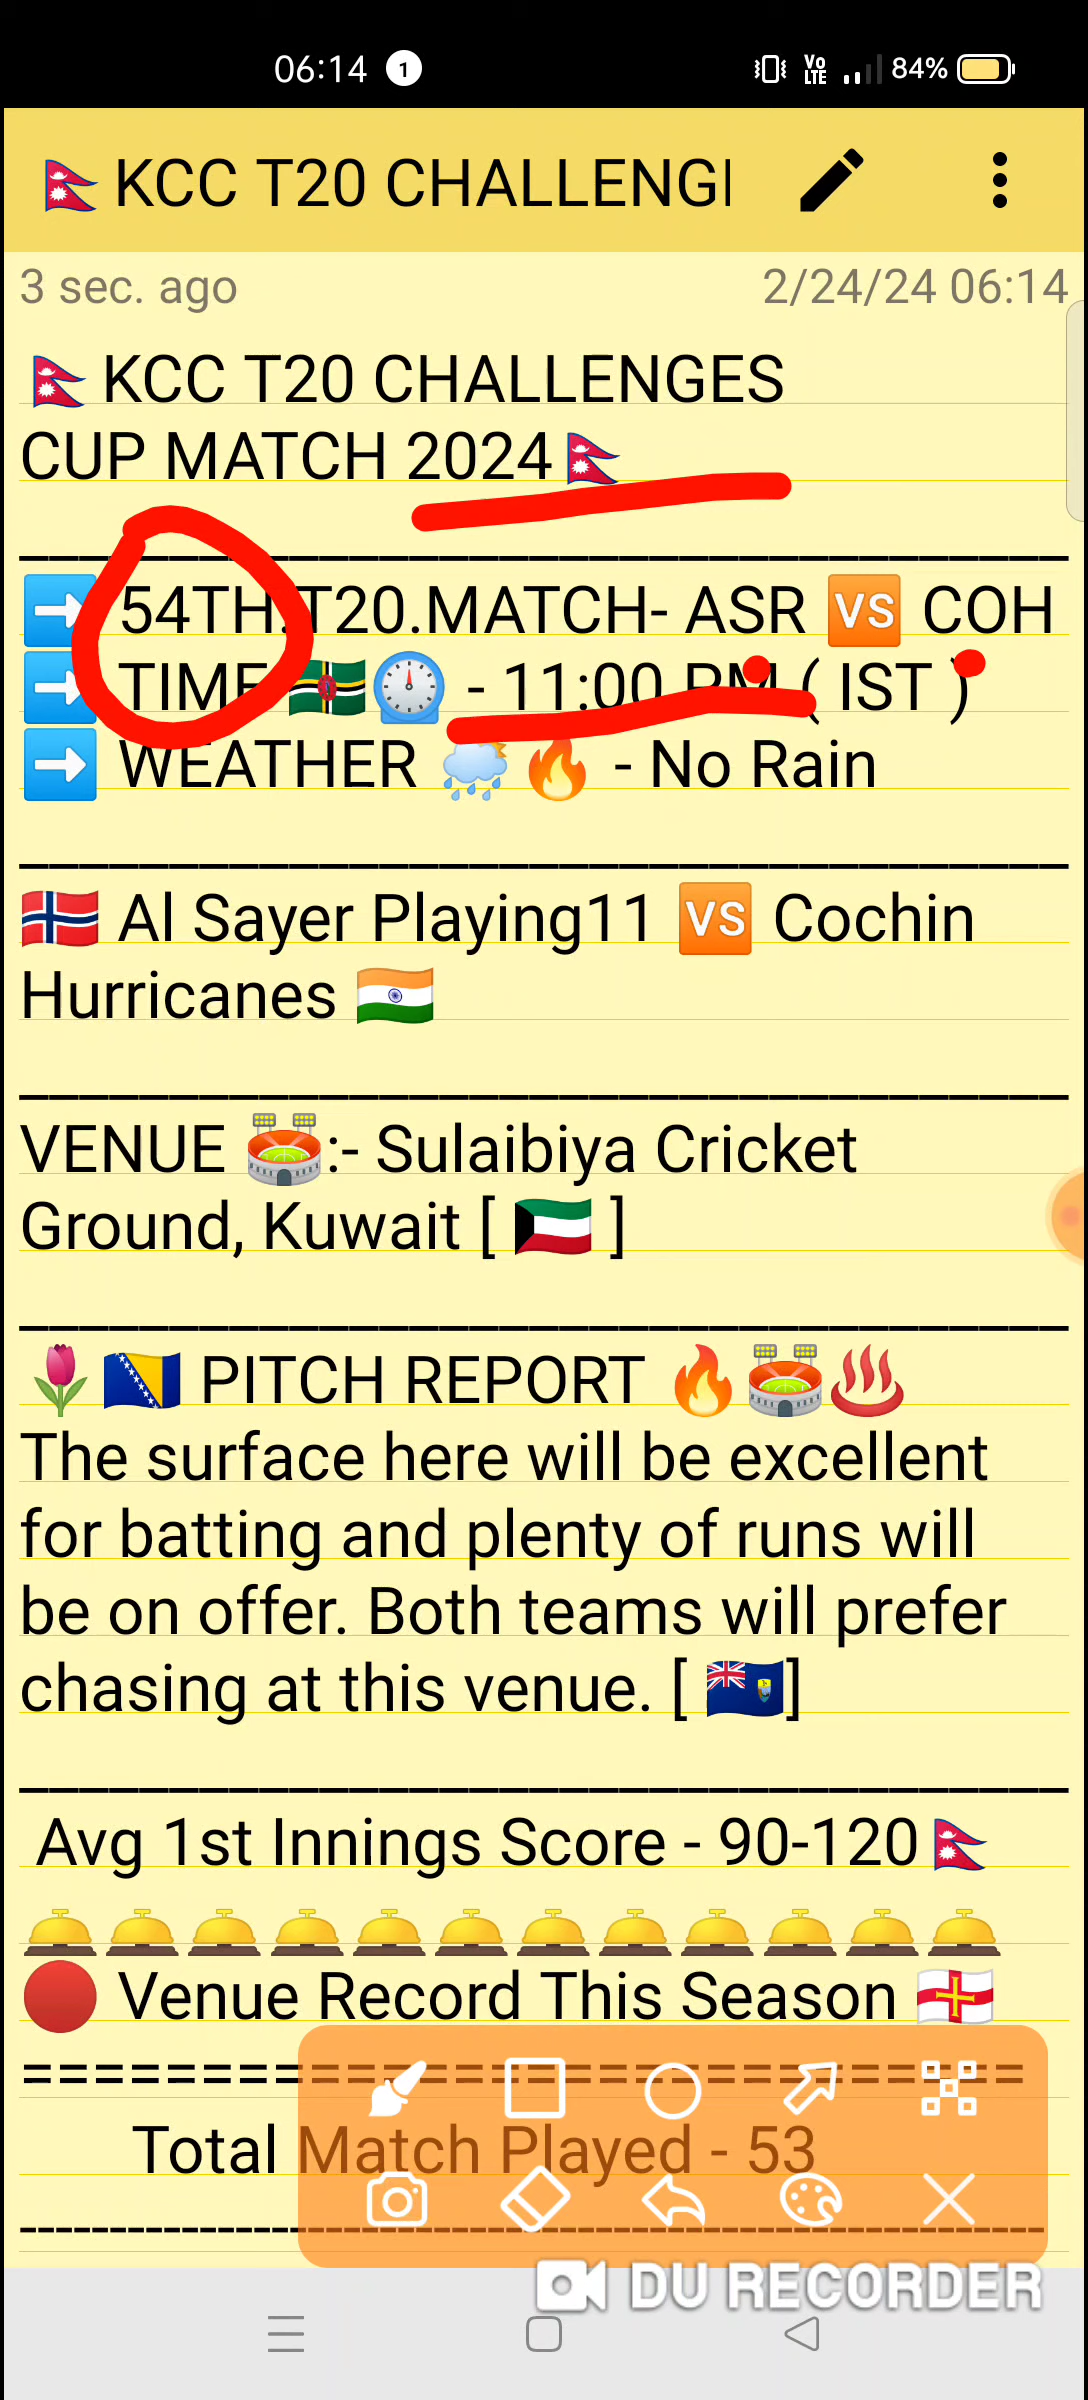 06:14 1 Vo LTE 84%
KCC T20 CHALLENGI
3 sec. ago 2/24/24 06:14
KCC T20 CHALLENGES
CUP MATCH 2024
54TH.T20.MATCH- ASR VS COH
TIME - 11:00 PM ( IST )
WEATHER - No Rain
Al Sayer Playing11 VS Cochin
Hurricanes
VENUE :- Sulaibiya Cricket
Ground, Kuwait [ ]
PITCH REPORT
The surface here will be excellent
for batting and plenty of runs will
be on offer. Both teams will prefer
chasing at this venue. [ ]
Avg 1st Innings Score - 90-120
Venue Record This Season
============================
Total Match Played - 53
DU RECORDER